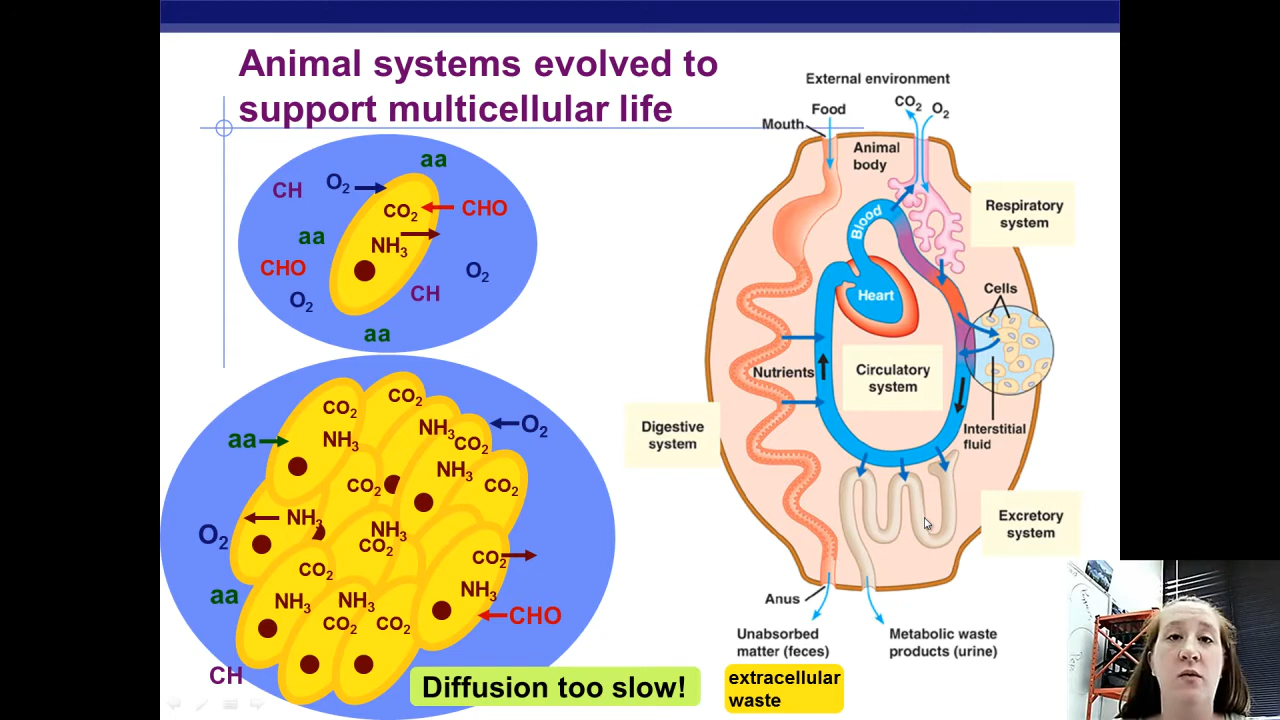 Animal systems evolved to
support multicellular life
aa
O₂
CH
CO₂
CHO
aa
NH₃
CHO
O₂
CH
O₂
aa
CO₂
CO₂
aa
NH₃
NH₃
CO₂
O₂
NH₃
CO₂
CO₂
O₂
NH₃
NH₃
CO₂
CO₂
CO₂
aa
NH₃
NH₃
NH₃
CO₂
CO₂
CHO
CH
Diffusion too slow!
External environment
CO₂
O₂
Food
Mouth
Animal
body
Respiratory
system
Blood
Heart
Cells
Nutrients
Circulatory
system
Digestive
system
Interstitial
fluid
Excretory
system
Anus
Unabsorbed
matter (feces)
Metabolic waste
products (urine)
extracellular
waste